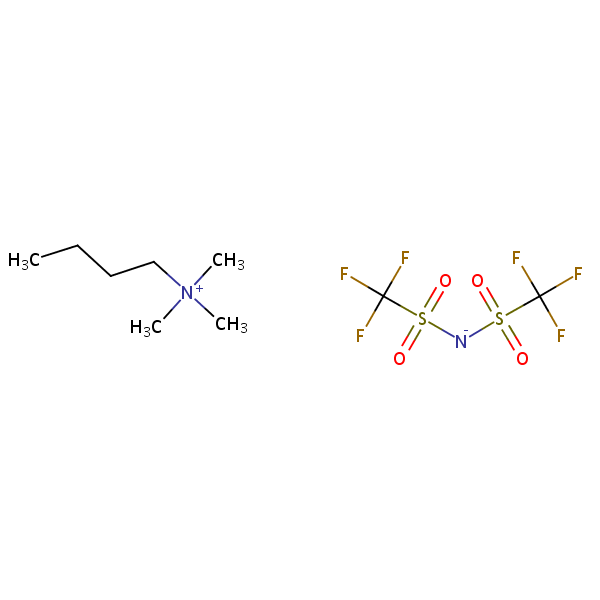 F F
H₃C CH₃ F O O F
N⁺ F S S F
H₃C CH₃ O N⁻ O